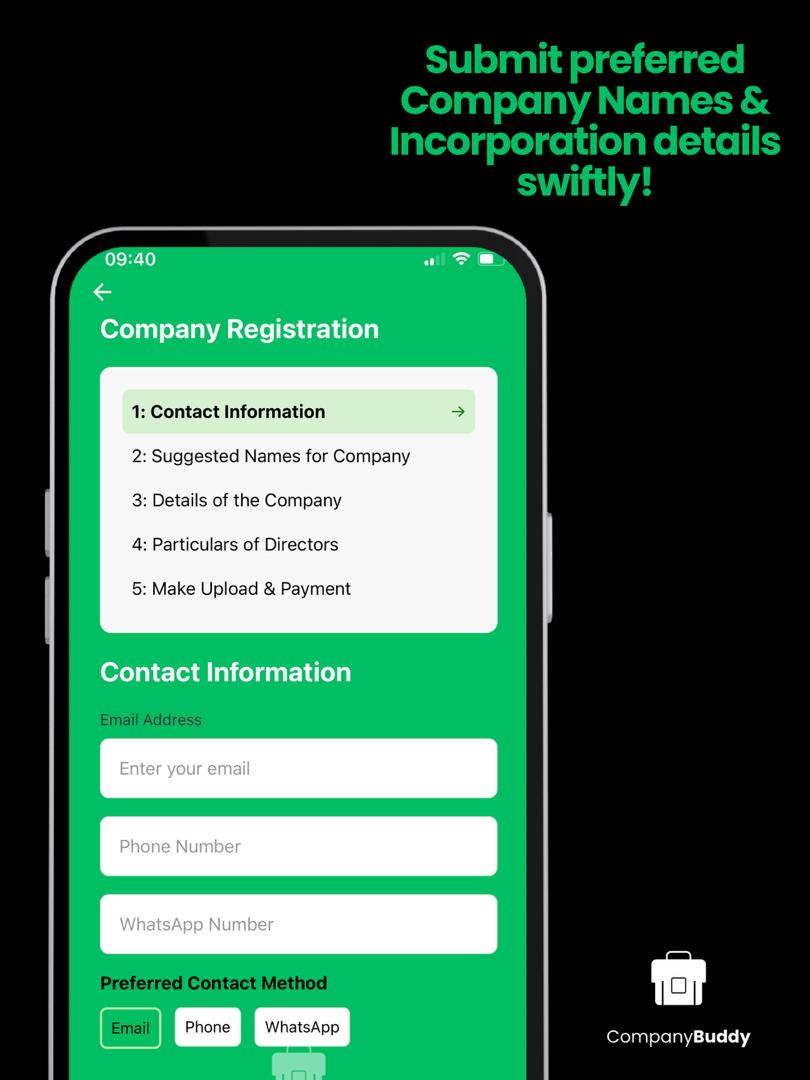 Submit preferred
Company Names &
Incorporation details
swiftly!
09:40
Company Registration
1: Contact Information
2: Suggested Names for Company
3: Details of the Company
4: Particulars of Directors
5: Make Upload & Payment
Contact Information
Email Address
Enter your email
Phone Number
WhatsApp Number
Preferred Contact Method
Email Phone WhatsApp
CompanyBuddy